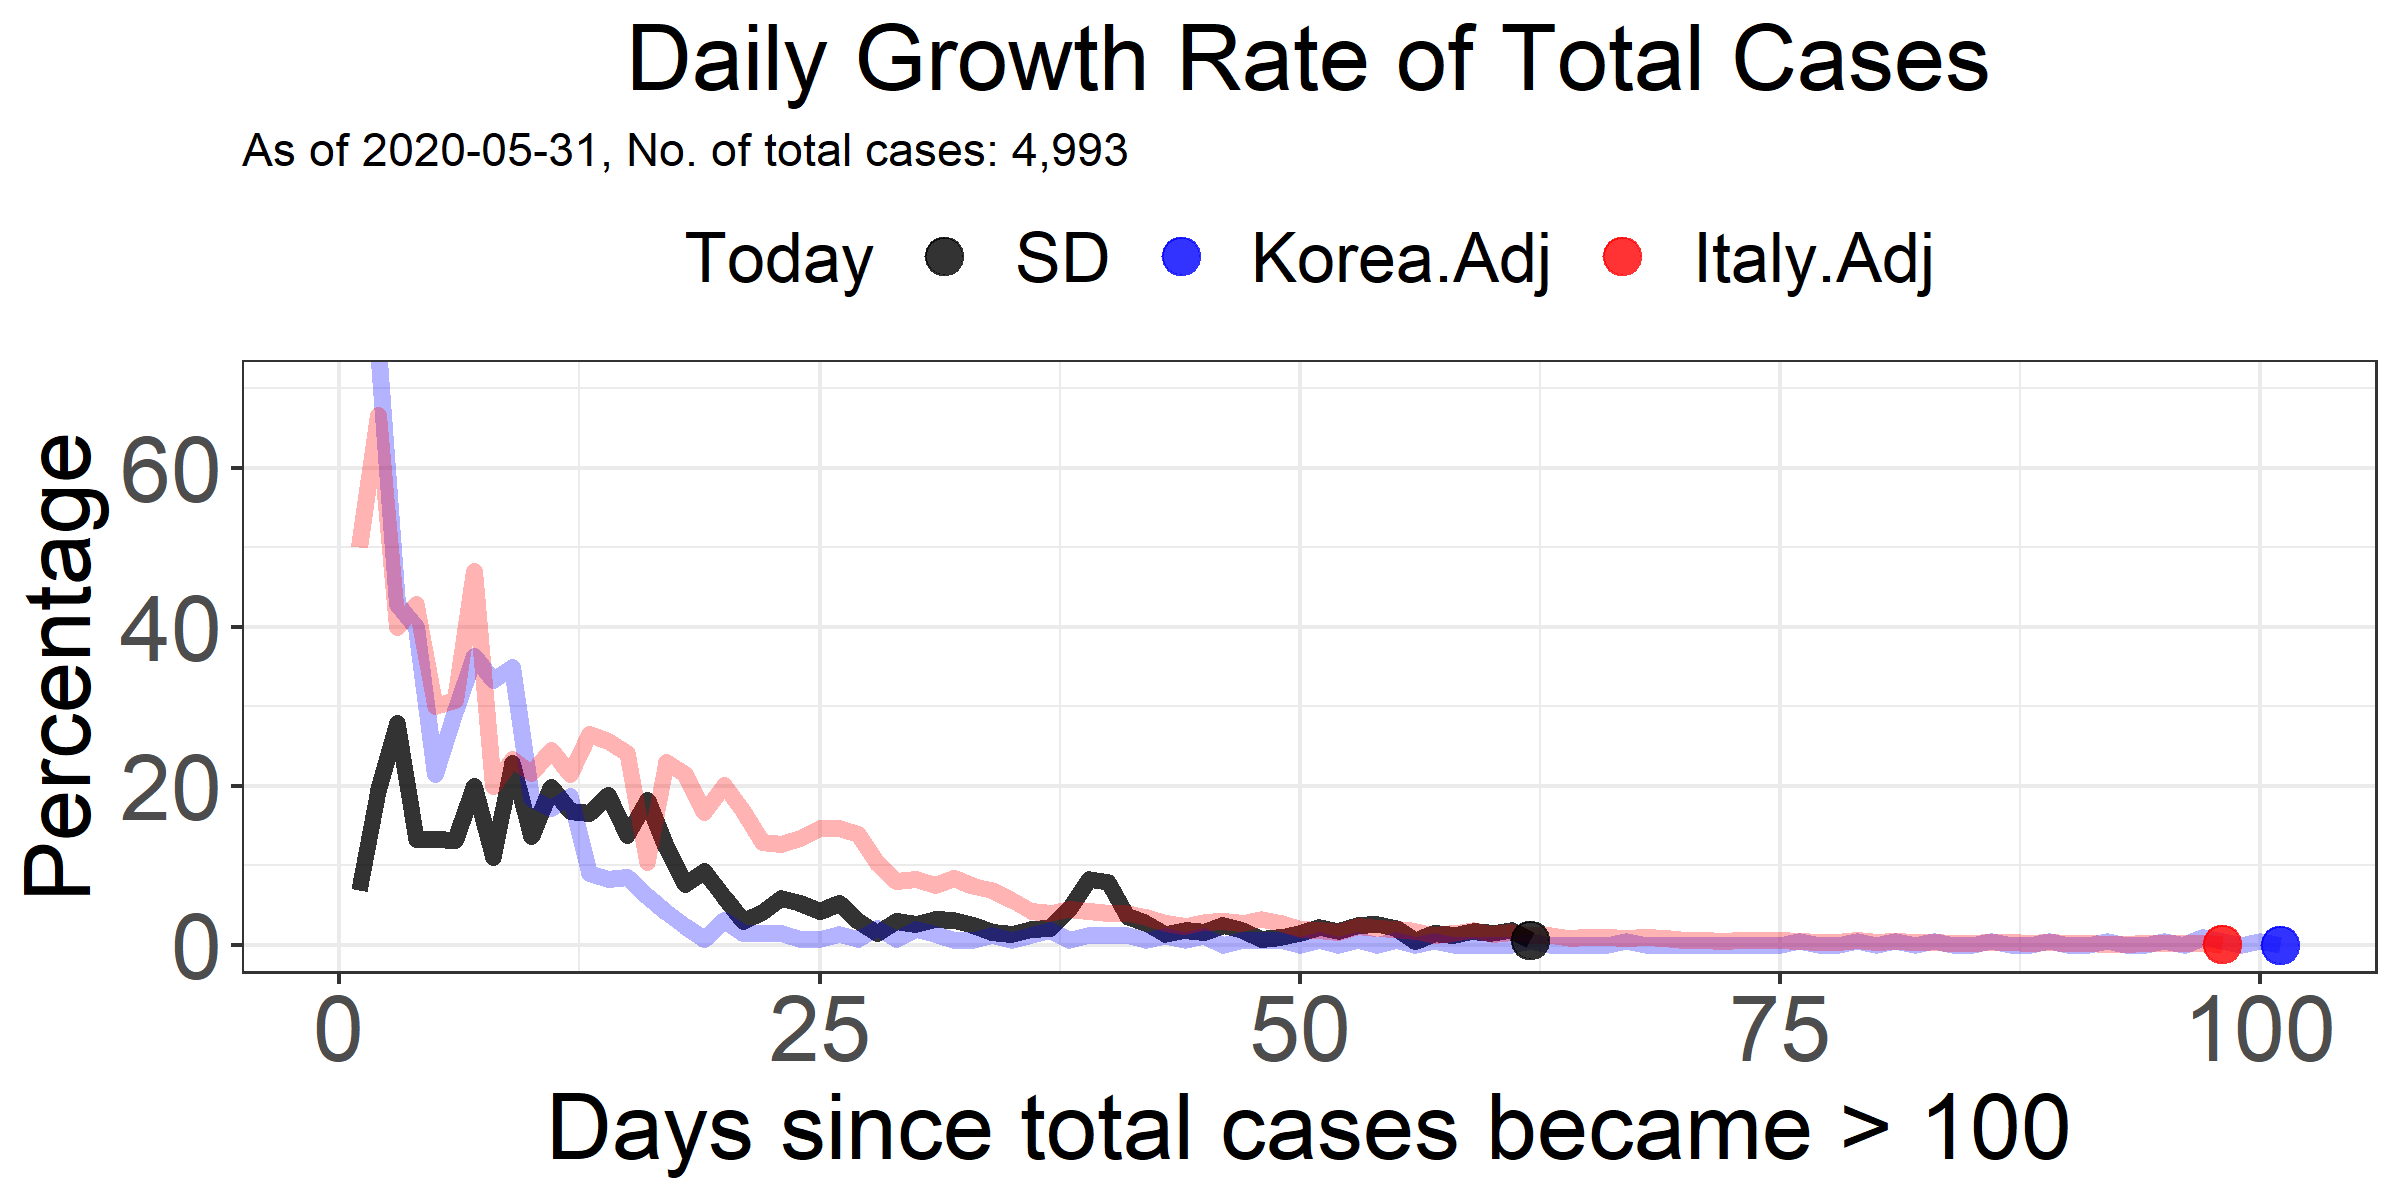 Daily Growth Rate of Total Cases
As of 2020-05-31, No. of total cases: 4,993
Today SD Korea.Adj Italy.Adj
Percentage
60
40
20
0
0 25 50 75 100
Days since total cases became > 100